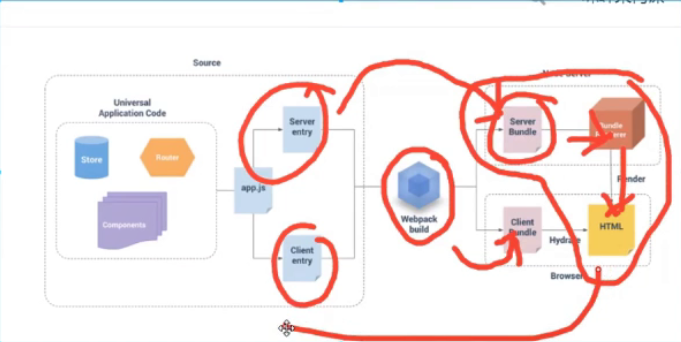 Source
Node Server
Universal
Application Code
Server
entry
Server
Bundle
Bundle
Renderer
Store
Router
app.js
Render
Webpack
build
Components
Client
entry
Client
Bundle
HTML
Hydrate
Browser